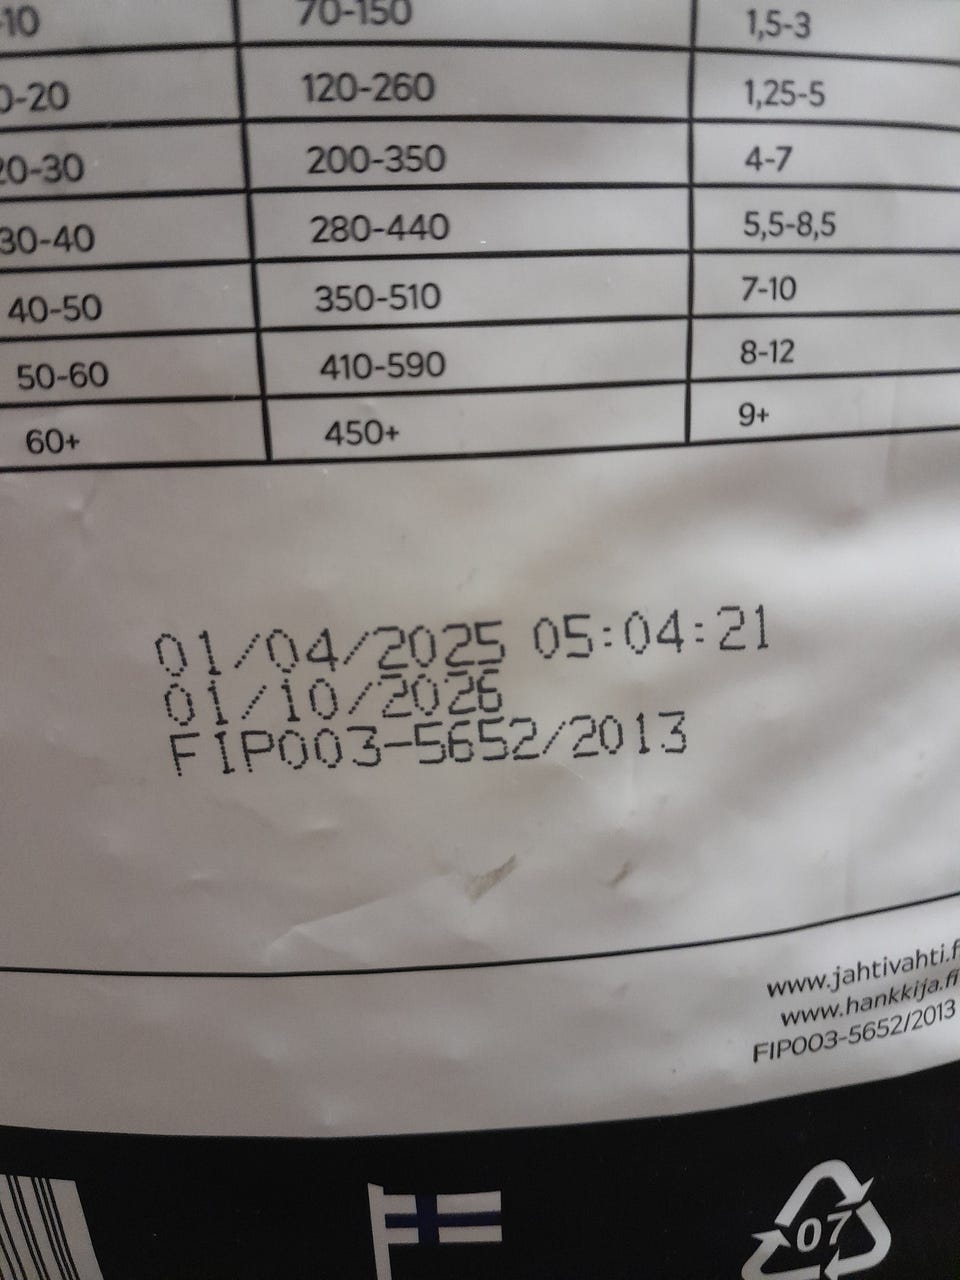 -10 70-150 1,5-3
0-20 120-260 1,25-5
20-30 200-350 4-7
30-40 280-440 5,5-8,5
40-50 350-510 7-10
50-60 410-590 8-12
60+ 450+ 9+
01/04/2025 05:04:21
01/10/2026
FIP003-5652/2013
www.jahtivahti.f
www.hankkija.fi
FIP003-5652/2013
07